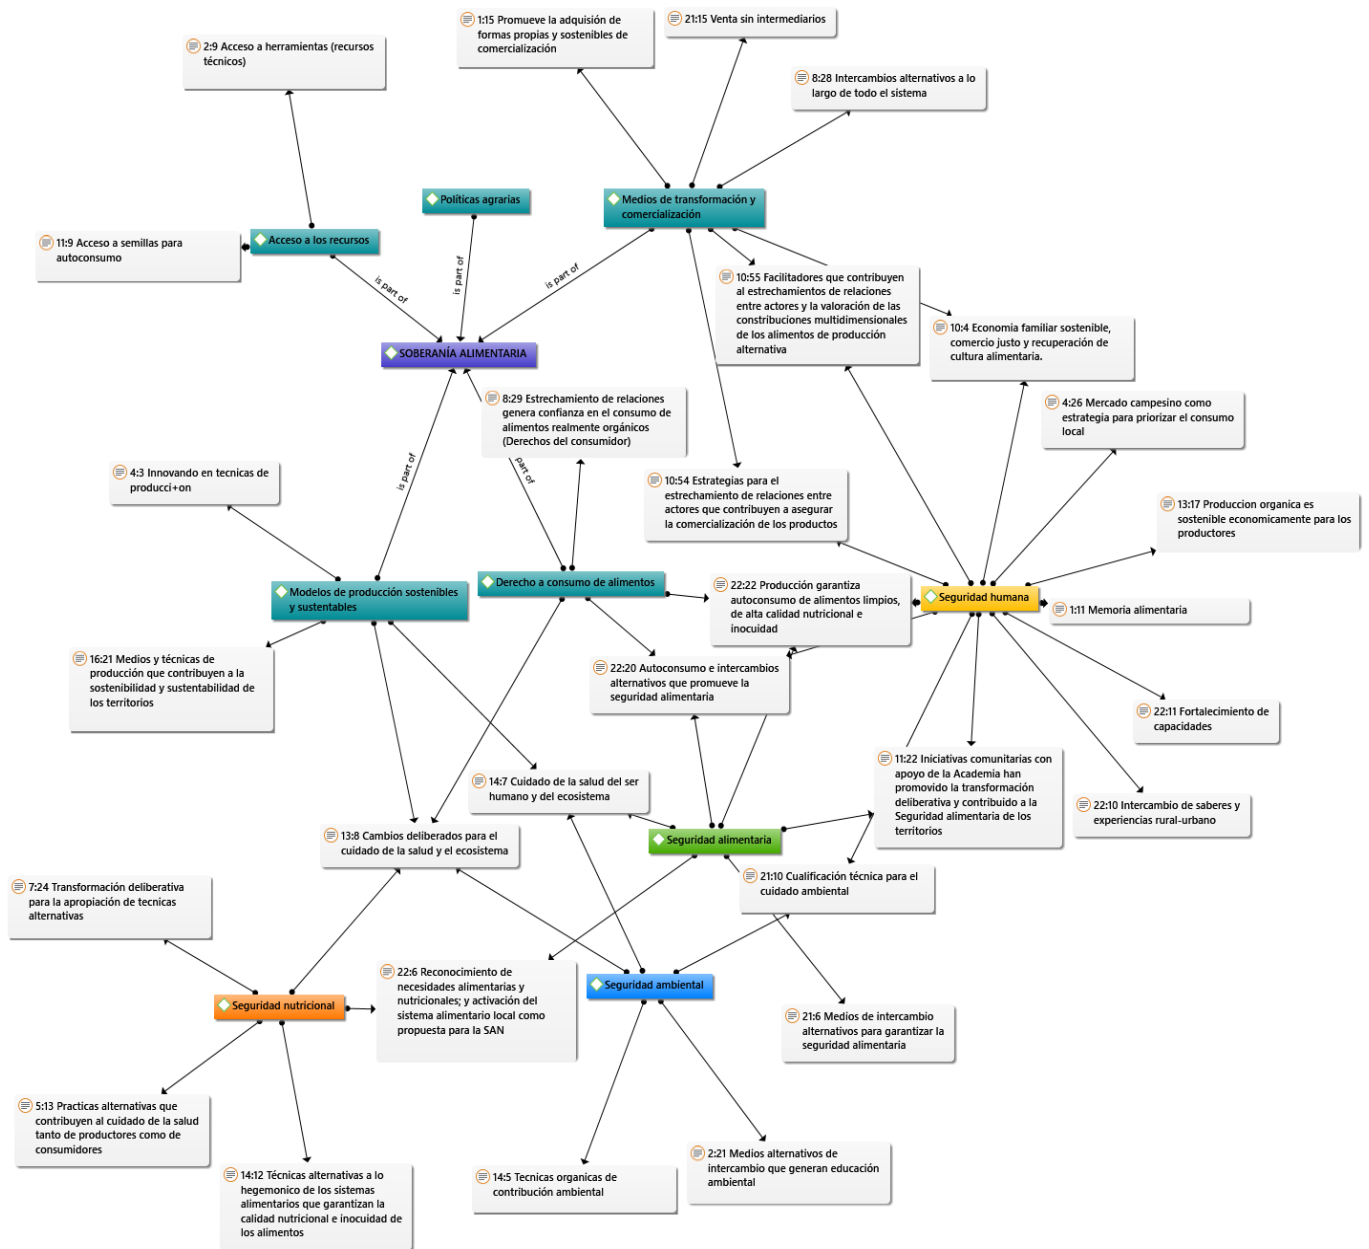 1:15 Promueve la adquisión de
formas propias y sostenibles de
comercialización
21:15 Venta sin intermediarios
2:9 Acceso a herramientas (recursos
técnicos)
8:28 Intercambios alternativos a lo
largo de todo el sistema
Políticas agrarias
Medios de transformación y
comercialización
11:9 Acceso a semillas para
autoconsumo
Acceso a los recursos
is part of
is part of
is part of
10:55 Facilitadores que contribuyen
al estrechamientos de relaciones
entre actores y la valoración de las
constribuciones multidimensionales
de los alimentos de producción
alternativa
10:4 Economia familiar sostenible,
comercio justo y recuperación de
cultura alimentaria.
SOBERANÍA ALIMENTARIA
8:29 Estrechamiento de relaciones
genera confianza en el consumo de
alimentos realmente orgánicos
(Derechos del consumidor)
4:26 Mercado campesino como
estrategia para priorizar el consumo
local
is part of
is part of
4:3 Innovando en tecnicas de
producci+on
10:54 Estrategias para el
estrechamiento de relaciones entre
actores que contribuyen a asegurar
la comercialización de los productos
13:17 Produccion organica es
sostenible economicamente para los
productores
Modelos de producción sostenibles
y sustentables
Derecho a consumo de alimentos
22:22 Producción garantiza
autoconsumo de alimentos limpios,
de alta calidad nutricional e
inocuidad
Seguridad humana
1:11 Memoria alimentaria
16:21 Medios y técnicas de
producción que contribuyen a la
sostenibilidad y sustentabilidad de
los territorios
22:20 Autoconsumo e intercambios
alternativos que promueve la
seguridad alimentaria
22:11 Fortalecimiento de
capacidades
14:7 Cuidado de la salud del ser
humano y del ecosistema
11:22 Iniciativas comunitarias con
apoyo de la Academia han
promovido la transformación
deliberativa y contribuido a la
Seguridad alimentaria de los
territorios
22:10 Intercambio de saberes y
experiencias rural-urbano
13:8 Cambios deliberados para el
cuidado de la salud y el ecosistema
Seguridad alimentaria
7:24 Transformación deliberativa
para la apropiación de tecnicas
alternativas
21:10 Cualificación técnica para el
cuidado ambiental
22:6 Reconocimiento de
necesidades alimentarias y
nutricionales; y activación del
sistema alimentario local como
propuesta para la SAN
Seguridad ambiental
Seguridad nutricional
21:6 Medios de intercambio
alternativos para garantizar la
seguridad alimentaria
5:13 Practicas alternativas que
contribuyen al cuidado de la salud
tanto de productores como de
consumidores
14:12 Técnicas alternativas a lo
hegemonico de los sistemas
alimentarios que garantizan la
calidad nutricional e inocuidad de
los alimentos
14:5 Tecnicas organicas de
contribución ambiental
2:21 Medios alternativos de
intercambio que generan educación
ambiental